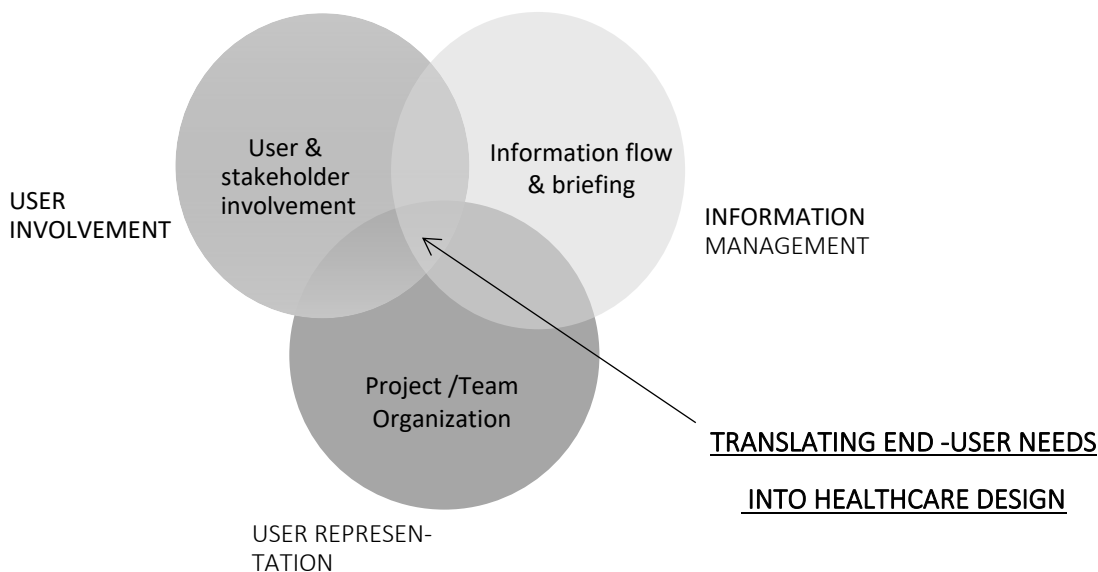 User &
stakeholder
involvement
Information flow
& briefing
USER
INVOLVEMENT
INFORMATION
MANAGEMENT
Project /Team
Organization
TRANSLATING END -USER NEEDS
INTO HEALTHCARE DESIGN
USER REPRESEN-
TATION